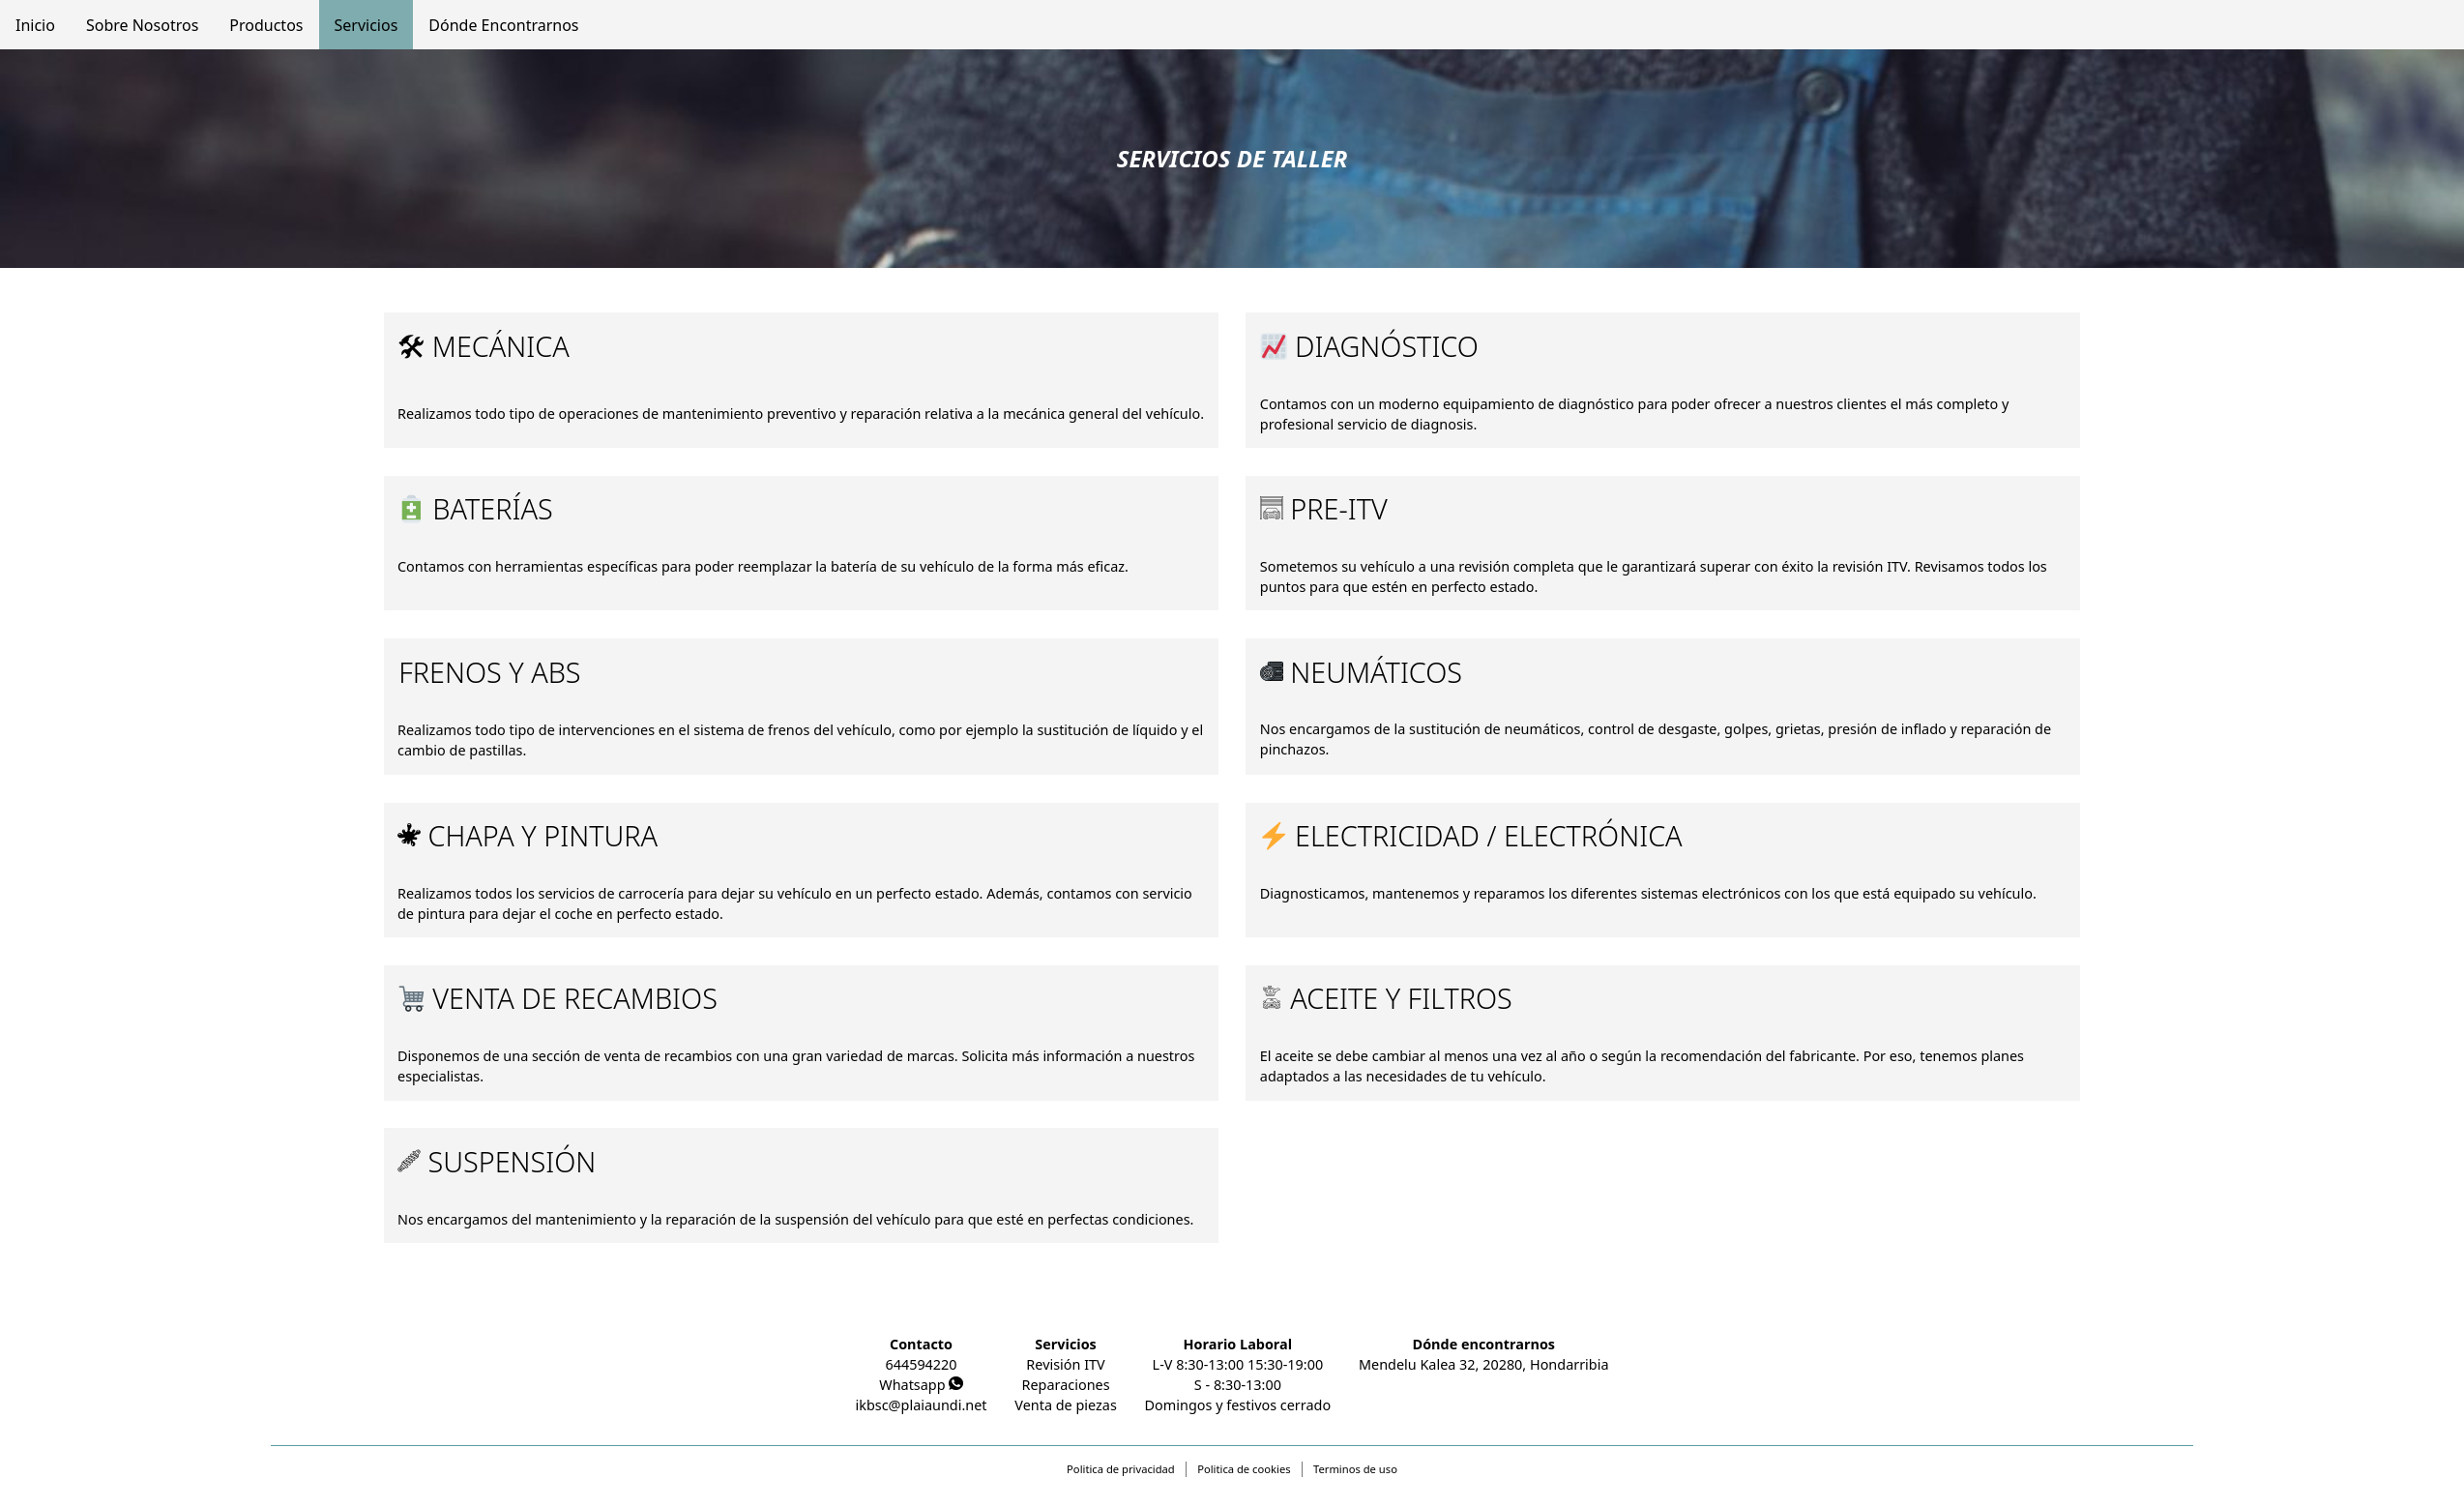 Inicio Sobre Nosotros Productos Servicios Dónde Encontrarnos
SERVICIOS DE TALLER
MECÁNICA
Realizamos todo tipo de operaciones de mantenimiento preventivo y reparación relativa a la mecánica general del vehículo.
DIAGNÓSTICO
Contamos con un moderno equipamiento de diagnóstico para poder ofrecer a nuestros clientes el más completo y
profesional servicio de diagnosis.
BATERÍAS
Contamos con herramientas específicas para poder reemplazar la batería de su vehículo de la forma más eficaz.
PRE-ITV
Sometemos su vehículo a una revisión completa que le garantizará superar con éxito la revisión ITV. Revisamos todos los
puntos para que estén en perfecto estado.
FRENOS Y ABS
Realizamos todo tipo de intervenciones en el sistema de frenos del vehículo, como por ejemplo la sustitución de líquido y el
cambio de pastillas.
NEUMÁTICOS
Nos encargamos de la sustitución de neumáticos, control de desgaste, golpes, grietas, presión de inflado y reparación de
pinchazos.
CHAPA Y PINTURA
Realizamos todos los servicios de carrocería para dejar su vehículo en un perfecto estado. Además, contamos con servicio
de pintura para dejar el coche en perfecto estado.
ELECTRICIDAD / ELECTRÓNICA
Diagnosticamos, mantenemos y reparamos los diferentes sistemas electrónicos con los que está equipado su vehículo.
VENTA DE RECAMBIOS
Disponemos de una sección de venta de recambios con una gran variedad de marcas. Solicita más información a nuestros
especialistas.
ACEITE Y FILTROS
El aceite se debe cambiar al menos una vez al año o según la recomendación del fabricante. Por eso, tenemos planes
adaptados a las necesidades de tu vehículo.
SUSPENSIÓN
Nos encargamos del mantenimiento y la reparación de la suspensión del vehículo para que esté en perfectas condiciones.
Contacto
644594220
Whatsapp
ikbsc@plaiaundi.net
Servicios
Revisión ITV
Reparaciones
Venta de piezas
Horario Laboral
L-V 8:30-13:00 15:30-19:00
S - 8:30-13:00
Domingos y festivos cerrado
Dónde encontrarnos
Mendelu Kalea 32, 20280, Hondarribia
Politica de privacidad Politica de cookies Terminos de uso